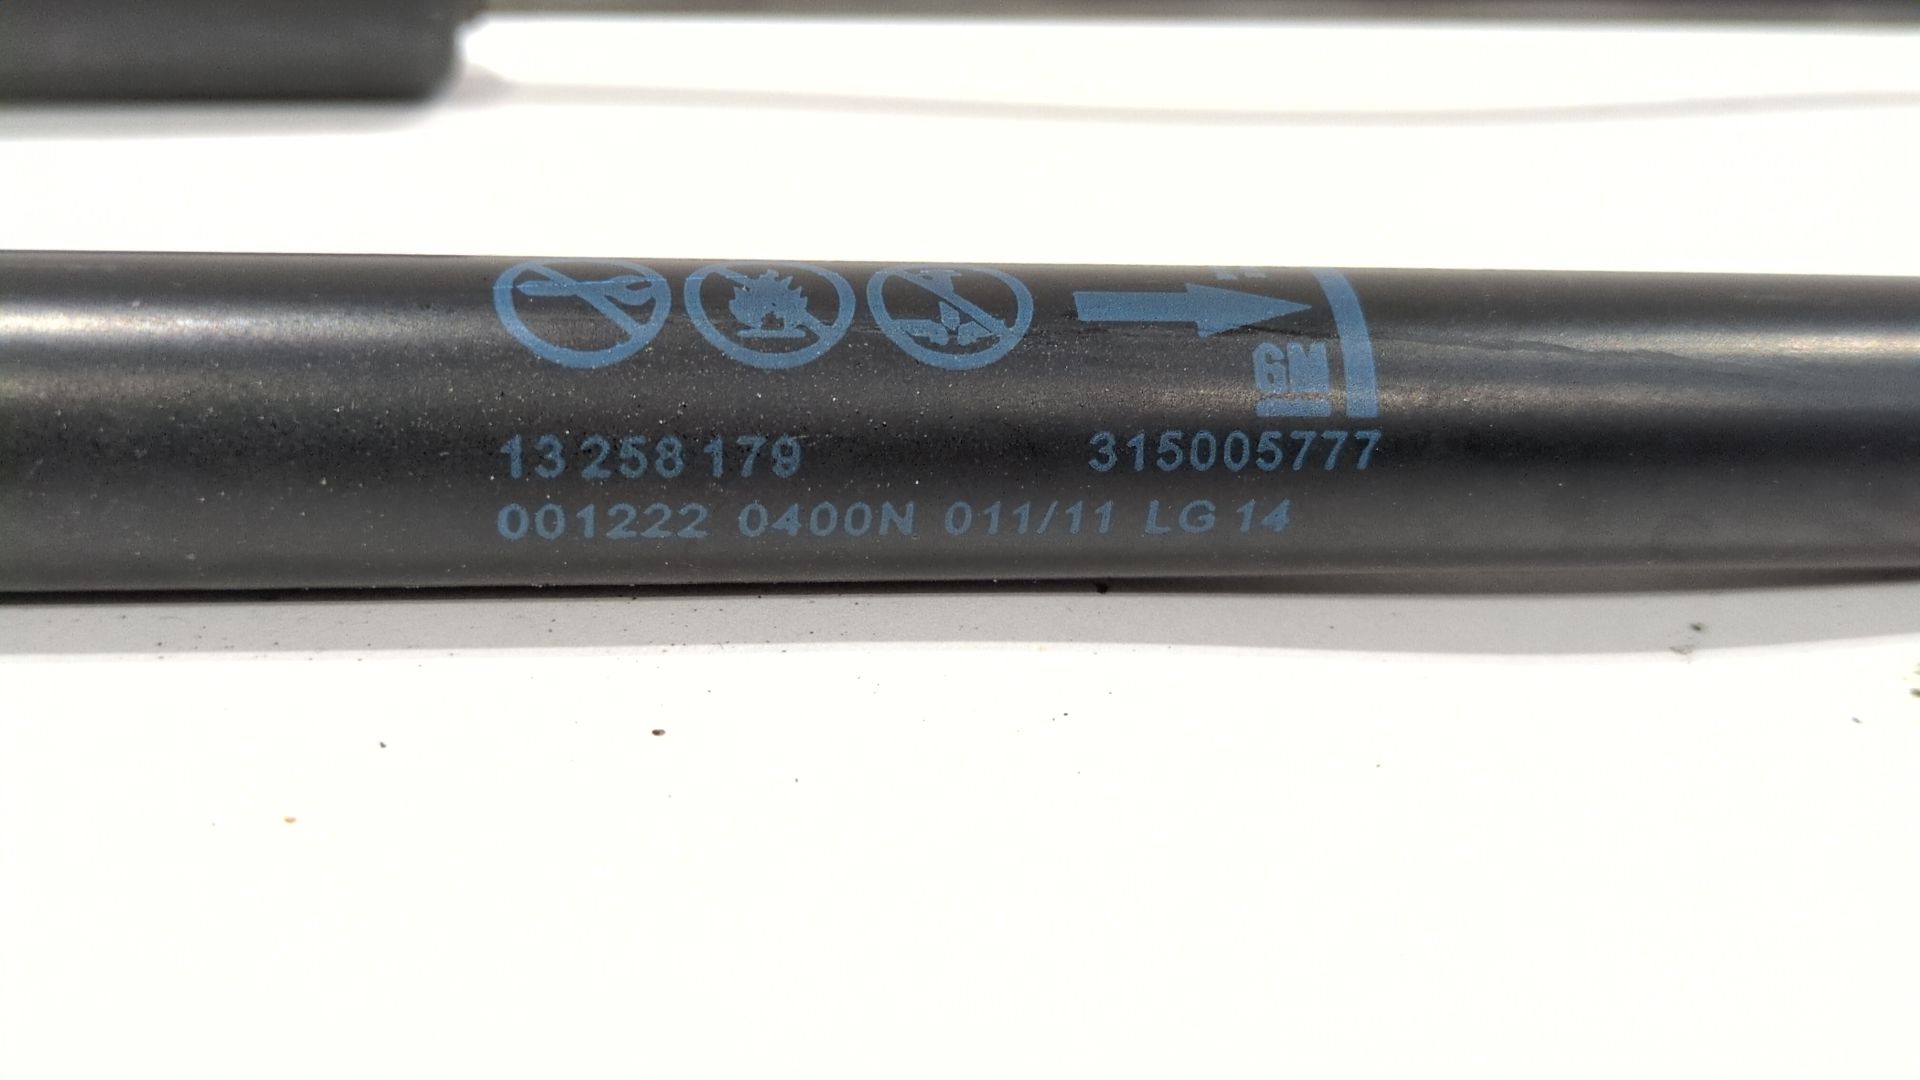 GM
13 258 179 315005777
001222 0400N 011/11 LG 14